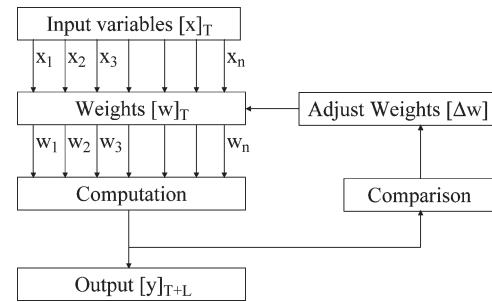 Input variables [x]T
x1 x2 x3 xn
Weights [w]T
Adjust Weights [Δw]
w1 w2 w3 wn
Computation
Comparison
Output [y]T+L